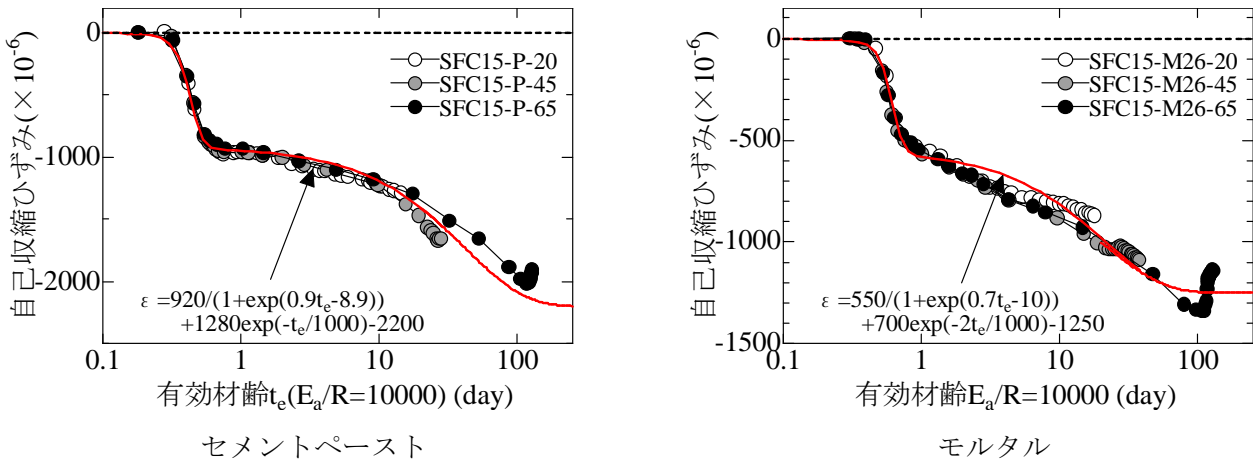 自己収縮ひずみ(×10⁻⁶)
0
-1000
-2000
SFC15-P-20
SFC15-P-45
SFC15-P-65
ε =920/(1+exp(0.9tₑ-8.9))
+1280exp(-tₑ/1000)-2200
0.1
1
10
100
有効材齢tₑ(Eₐ/R=10000) (day)
セメントペースト
自己収縮ひずみ(×10⁻⁶)
0
-500
-1000
-1500
SFC15-M26-20
SFC15-M26-45
SFC15-M26-65
ε =550/(1+exp(0.7tₑ-10))
+700exp(-2tₑ/1000)-1250
0.1
1
10
100
有効材齢Eₐ/R=10000 (day)
モルタル